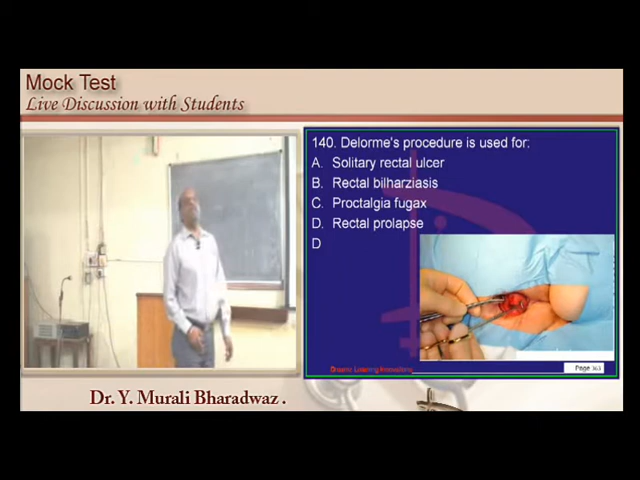 Mock Test
Live Discussion with Students
140. Delorme's procedure is used for:
A. Solitary rectal ulcer
B. Rectal bilharziasis
C. Proctalgia fugax
D. Rectal prolapse
D
Page 363
Dr. Y. Murali Bharadwaz .